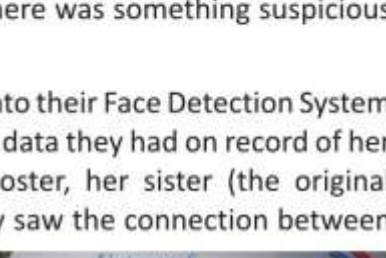 here was something suspicious
nto their Face Detection System
data they had on record of her
oster, her sister (the original
y saw the connection between